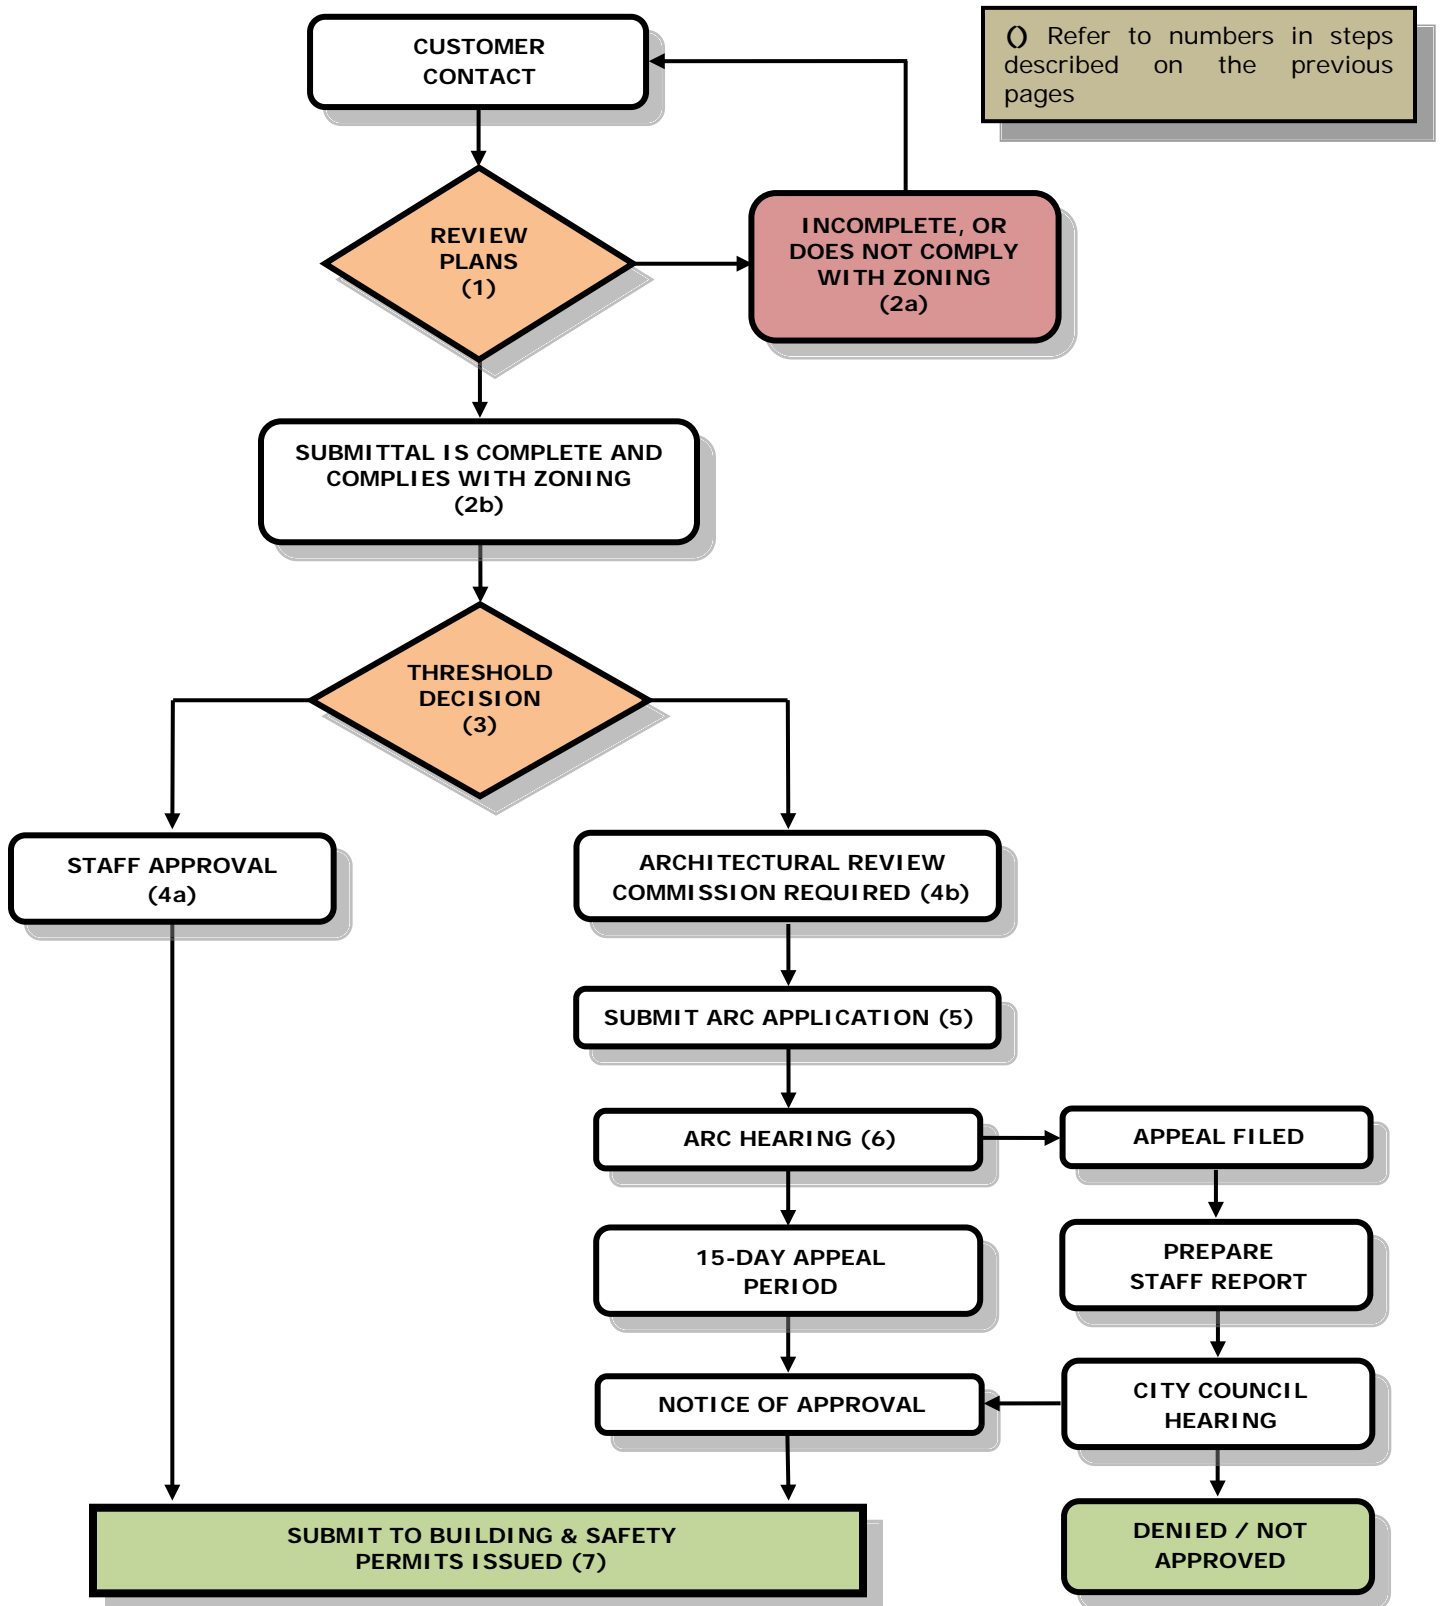 CUSTOMER
CONTACT
() Refer to numbers in steps
described on the previous
pages
REVIEW
PLANS
(1)
INCOMPLETE, OR
DOES NOT COMPLY
WITH ZONING
(2a)
SUBMITTAL IS COMPLETE AND
COMPLIES WITH ZONING
(2b)
THRESHOLD
DECISION
(3)
STAFF APPROVAL
(4a)
ARCHITECTURAL REVIEW
COMMISSION REQUIRED (4b)
SUBMIT ARC APPLICATION (5)
ARC HEARING (6)
APPEAL FILED
15-DAY APPEAL
PERIOD
PREPARE
STAFF REPORT
NOTICE OF APPROVAL
CITY COUNCIL
HEARING
SUBMIT TO BUILDING & SAFETY
PERMITS ISSUED (7)
DENIED / NOT
APPROVED